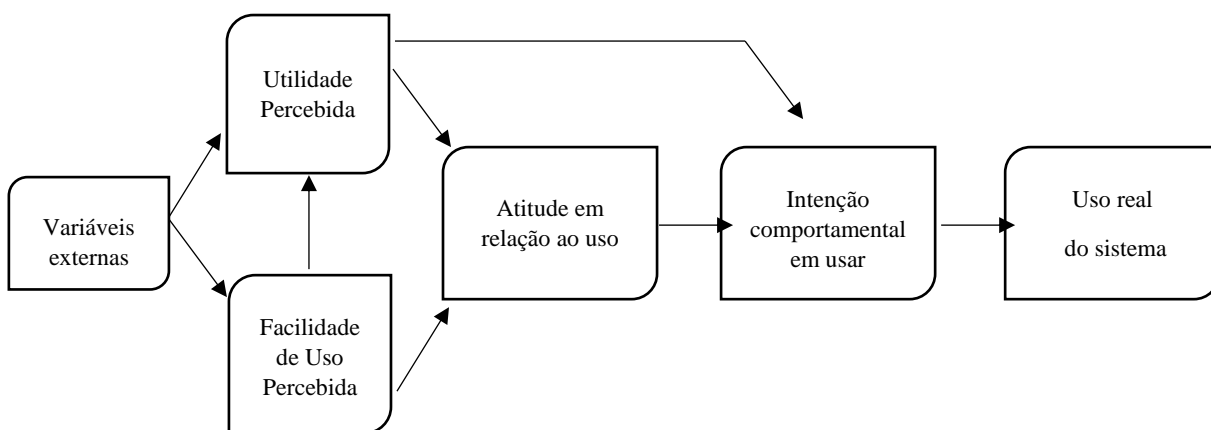 Utilidade
Percebida
Variáveis
externas
Facilidade
de Uso
Percebida
Atitude em
relação ao uso
Intenção
comportamental
em usar
Uso real
do sistema